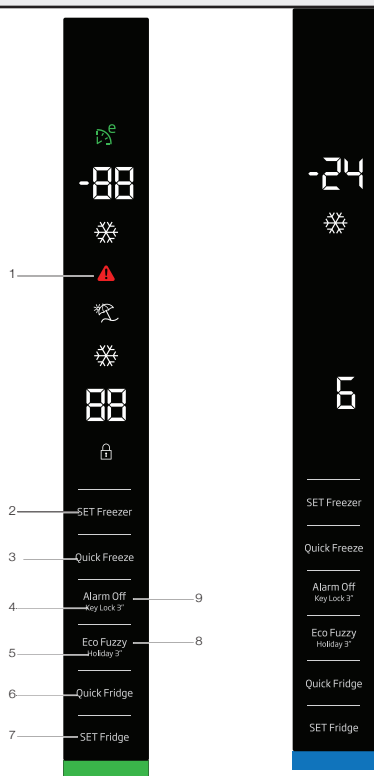 e
-88
1
88
2 SET Freezer
3 Quick Freeze
Alarm Off 9
4 Key Lock 3"
Eco Fuzzy 8
5 Holiday 3"
6 Quick Fridge
7 SET Fridge
-24
6
SET Freezer
Quick Freeze
Alarm Off
Key Lock 3"
Eco Fuzzy
Holiday 3"
Quick Fridge
SET Fridge